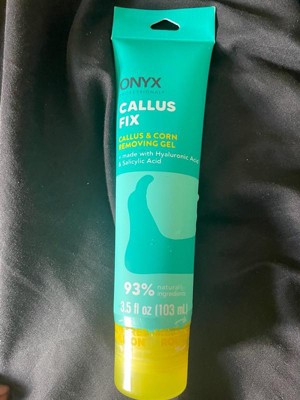 ONYX
CALLUS
FIX
CALLUS & CORN
REMOVING GEL
made with Hyaluronic Acid
& Salicylic Acid
93% naturally
ingredients
3.5 fl oz (103 mL)